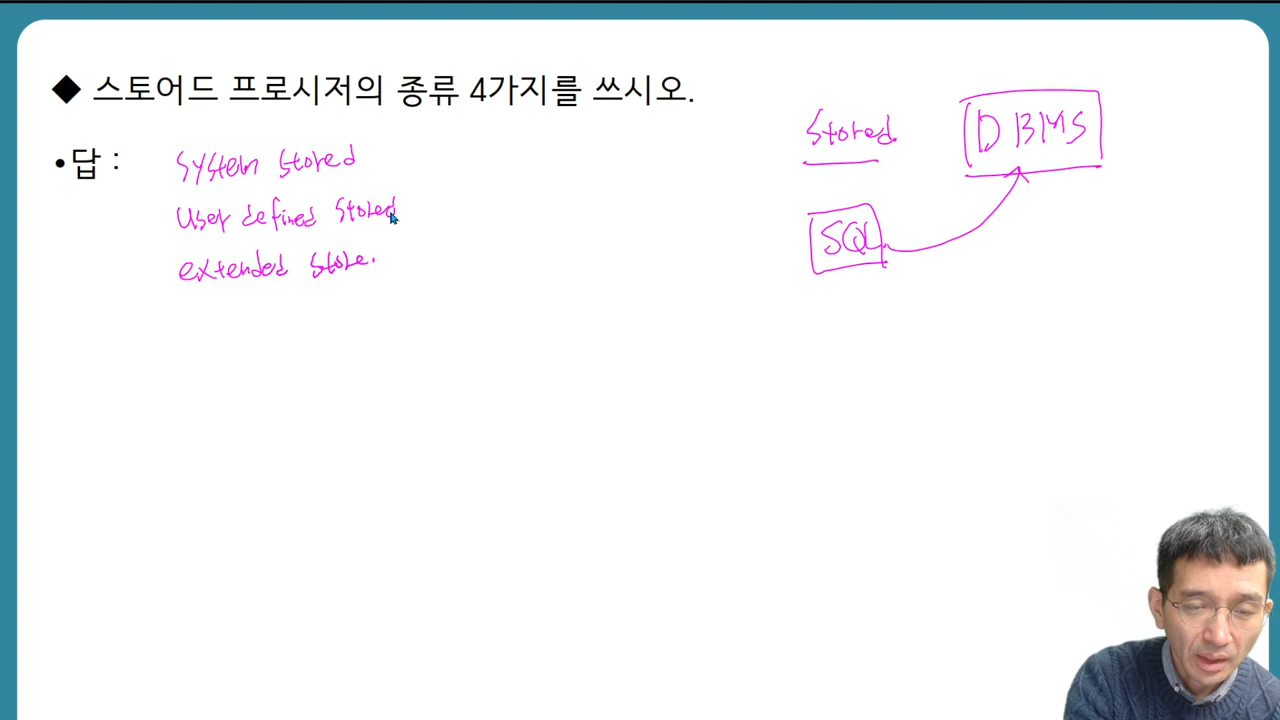 ◆ 스토어드 프로시저의 종류 4가지를 쓰시오.
•답 :
System Stored
User defined Stored
extended Store.
Stored
DBMS
SQL